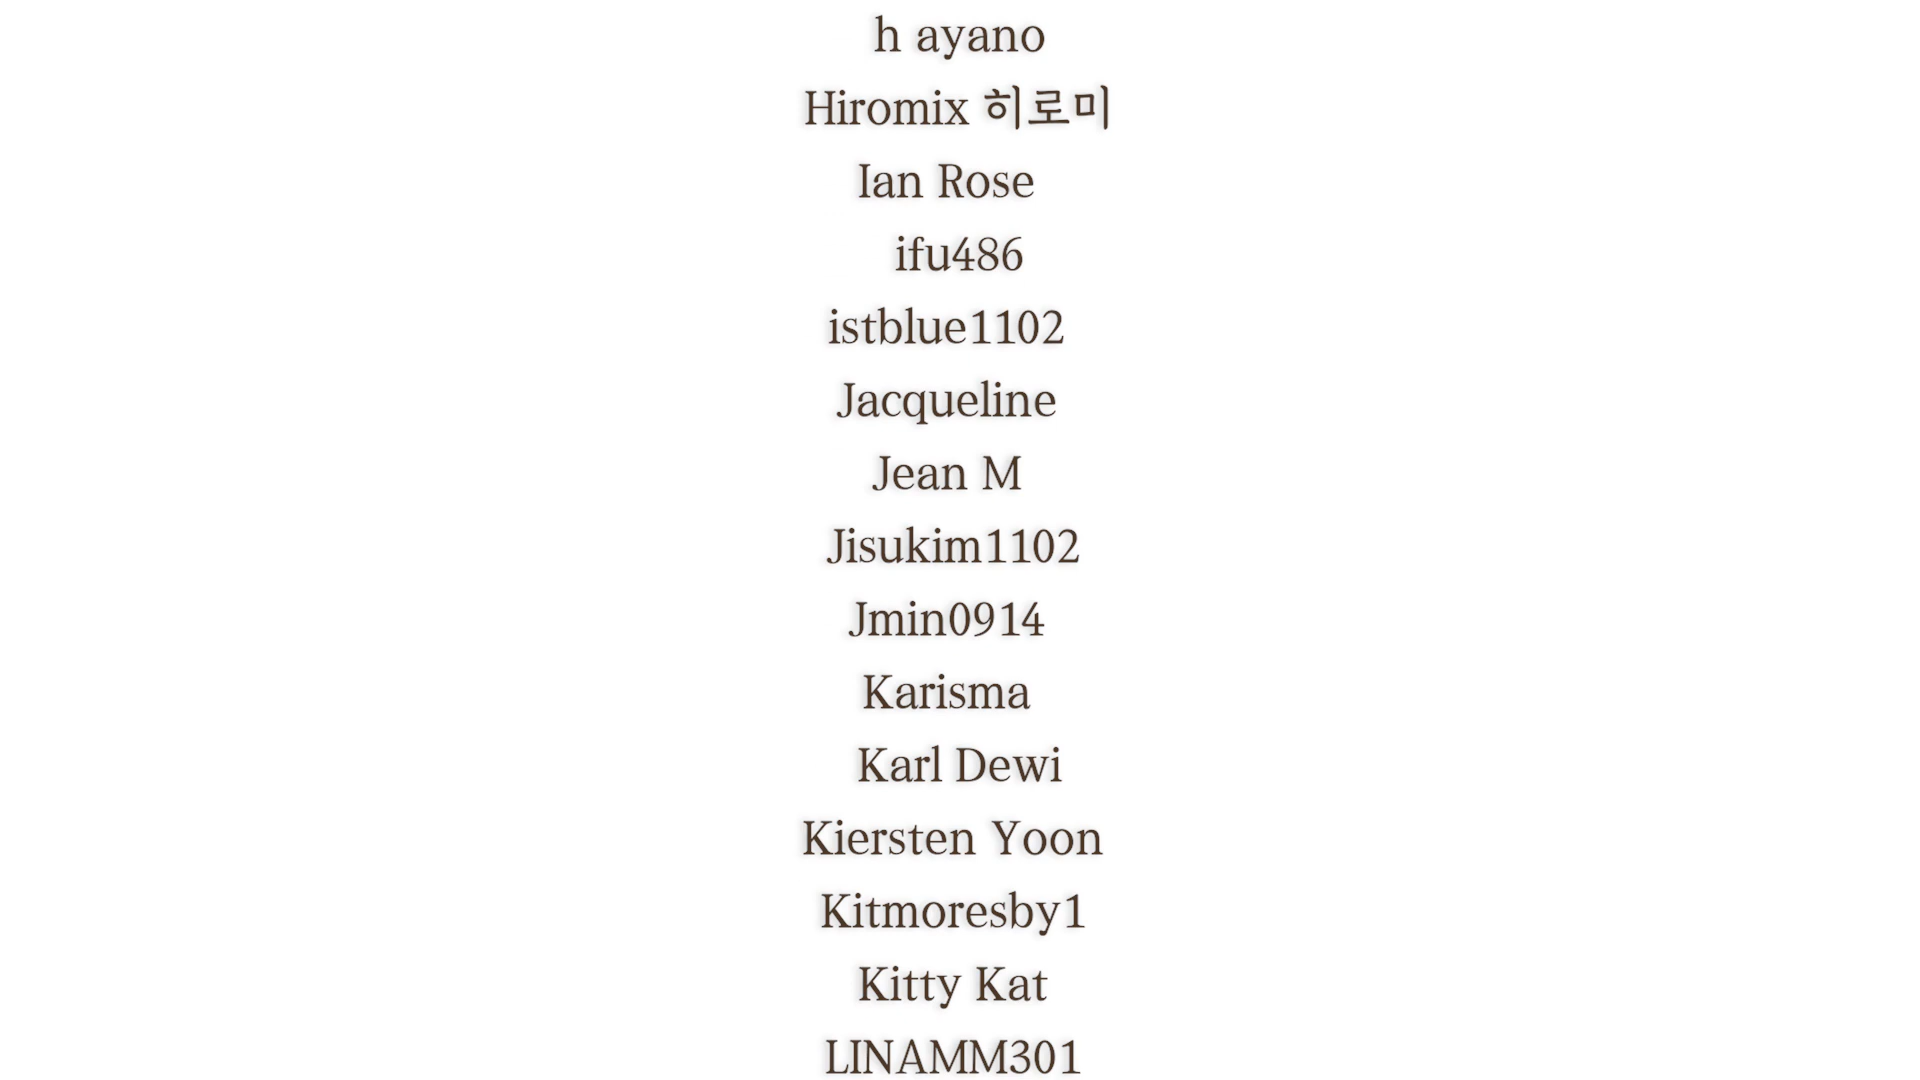 h ayano
Hiromix 히로미
Ian Rose
ifu486
istblue1102
Jacqueline
Jean M
Jisukim1102
Jmin0914
Karisma
Karl Dewi
Kiersten Yoon
Kitmoresby1
Kitty Kat
LINAMM301